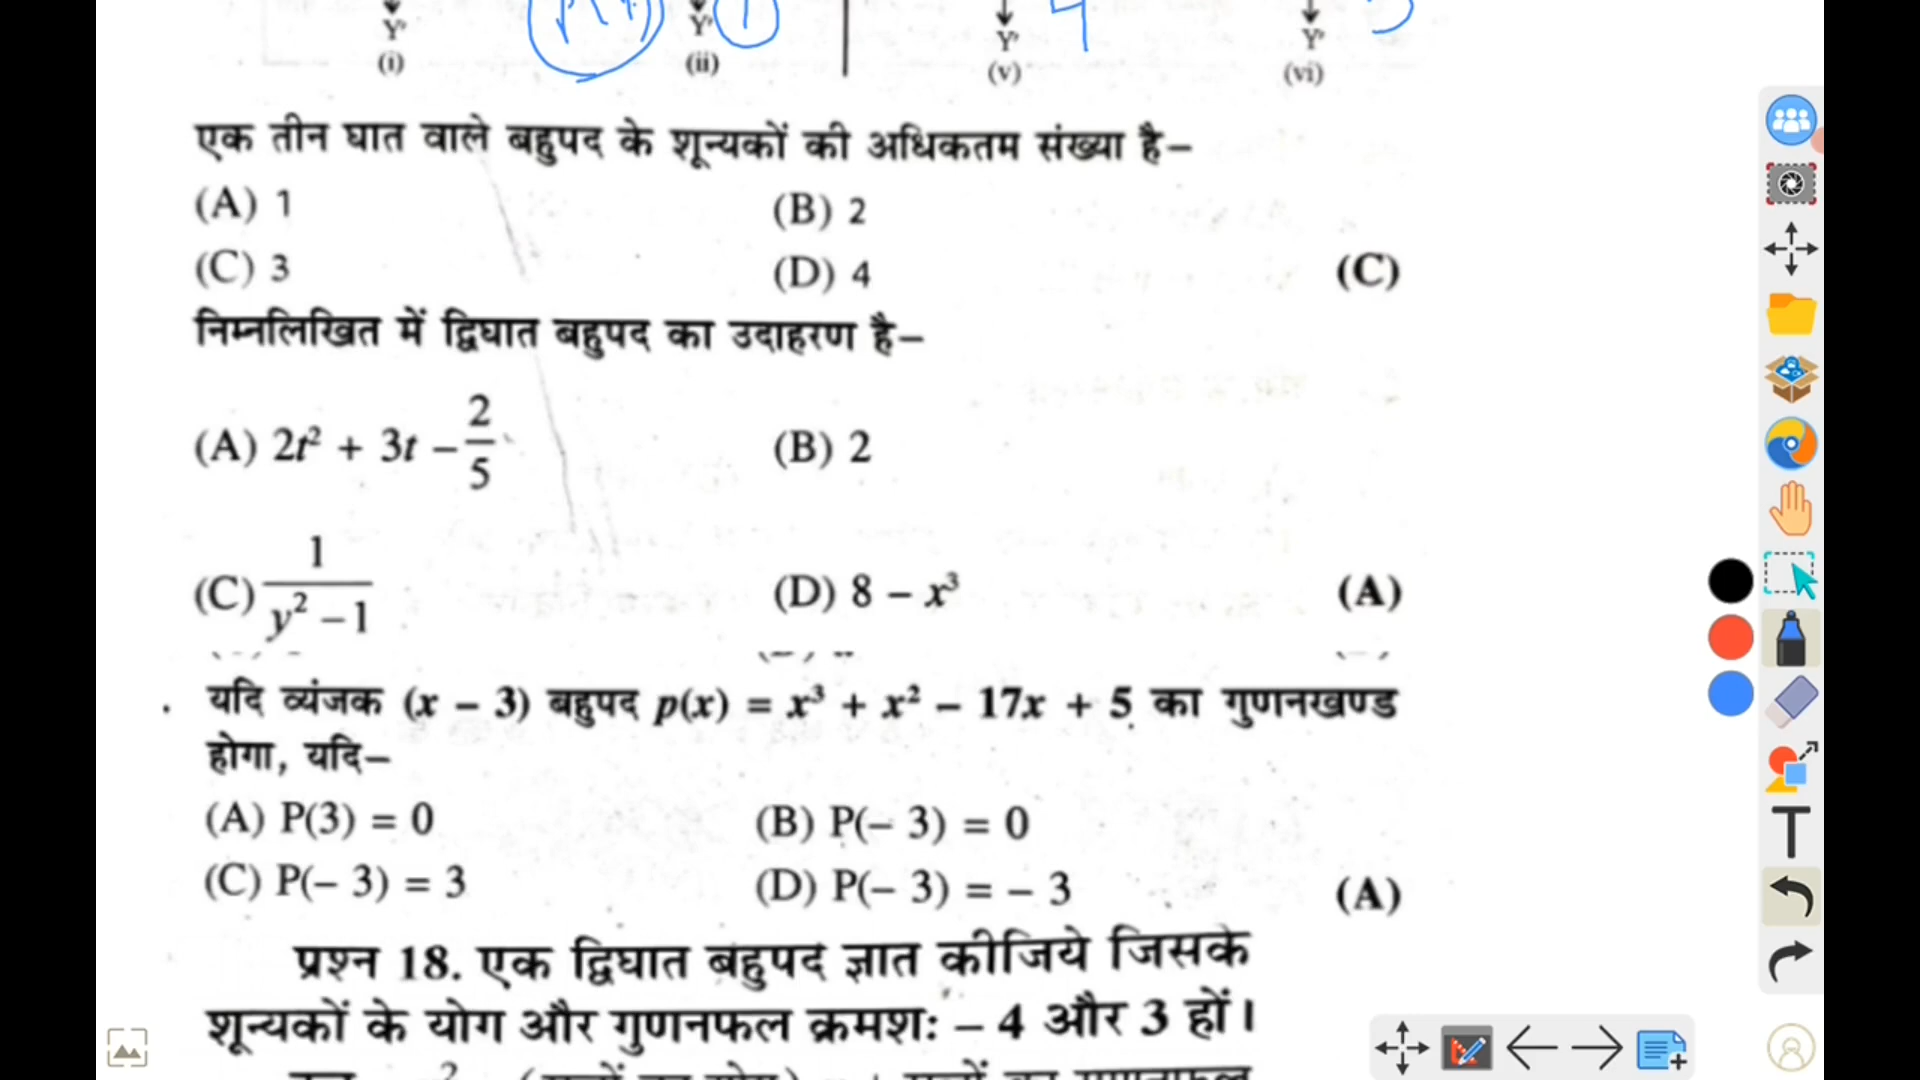 Y' Y' Y' Y'
(i) (ii) (v) (vi)
एक तीन घात वाले बहुपद के शून्यकों की अधिकतम संख्या है–
(A) 1 (B) 2
(C) 3 (D) 4 (C)
निम्नलिखित में द्विघात बहुपद का उदाहरण है–
(A) 2t² + 3t – 2/5 (B) 2
(C) 1/(y² – 1) (D) 8 – x³ (A)
यदि व्यंजक (x – 3) बहुपद p(x) = x³ + x² – 17x + 5 का गुणनखण्ड
होगा, यदि–
(A) P(3) = 0 (B) P(– 3) = 0
(C) P(– 3) = 3 (D) P(– 3) = – 3 (A)
प्रश्न 18. एक द्विघात बहुपद ज्ञात कीजिये जिसके
शून्यकों के योग और गुणनफल क्रमश: – 4 और 3 हों।